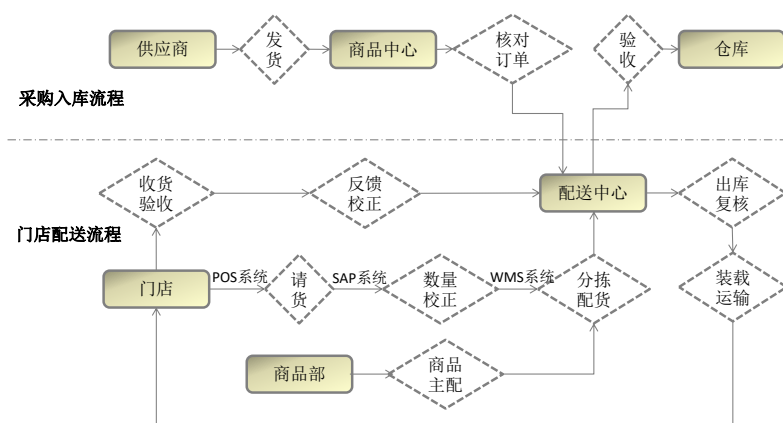 供应商
发
货
商品中心
核对
订单
验
收
仓库
采购入库流程
收货
验收
反馈
校正
配送中心
出库
复核
门店配送流程
门店
POS系统
请
货
SAP系统
数量
校正
WMS系统
分拣
配货
装载
运输
商品部
商品
主配